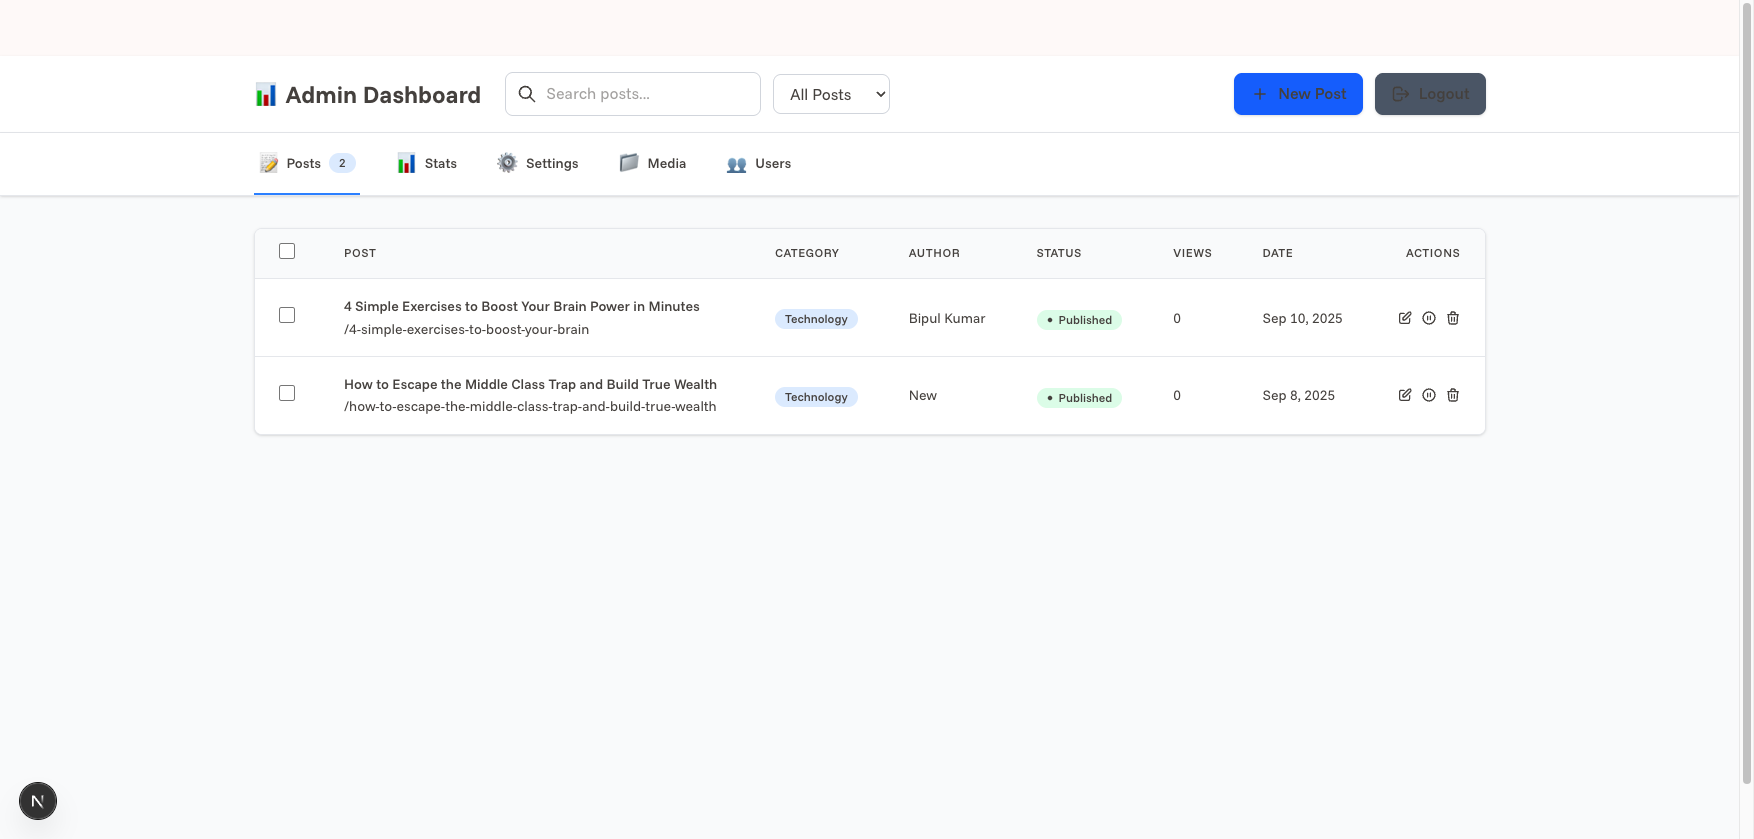 Admin Dashboard
Search posts...
All Posts
+ New Post
Logout
Posts 2
Stats
Settings
Media
Users
POST CATEGORY AUTHOR STATUS VIEWS DATE ACTIONS
4 Simple Exercises to Boost Your Brain Power in Minutes
/4-simple-exercises-to-boost-your-brain
Technology
Bipul Kumar
• Published
0
Sep 10, 2025
How to Escape the Middle Class Trap and Build True Wealth
/how-to-escape-the-middle-class-trap-and-build-true-wealth
Technology
New
• Published
0
Sep 8, 2025
N